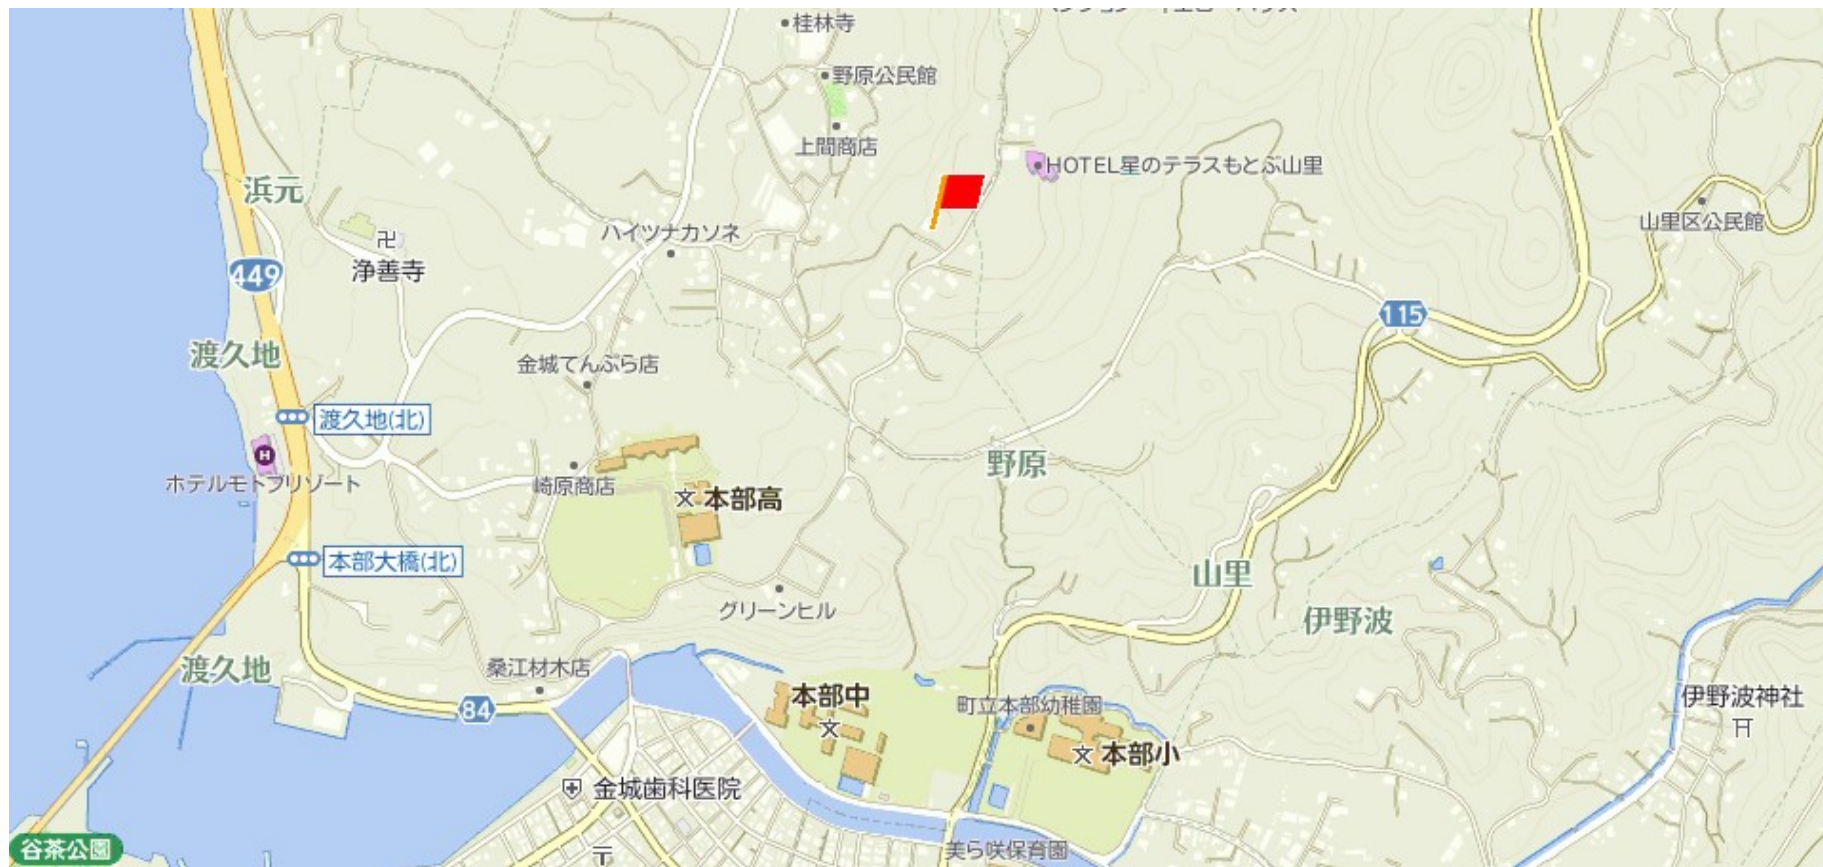 桂林寺
野原公民館
上間商店
HOTEL星のテラスもとぶ山里
浜元
山里区公民館
ハイツナカソネ
浄善寺
449
115
渡久地
金城てんぷら店
渡久地(北)
野原
ホテルモトブリゾート
崎原商店
本部高
本部大橋(北)
山里
グリーンヒル
伊野波
渡久地
桑江材木店
本部中
84
町立本部幼稚園
伊野波神社
本部小
金城歯科医院
谷茶公園
美ら咲保育園